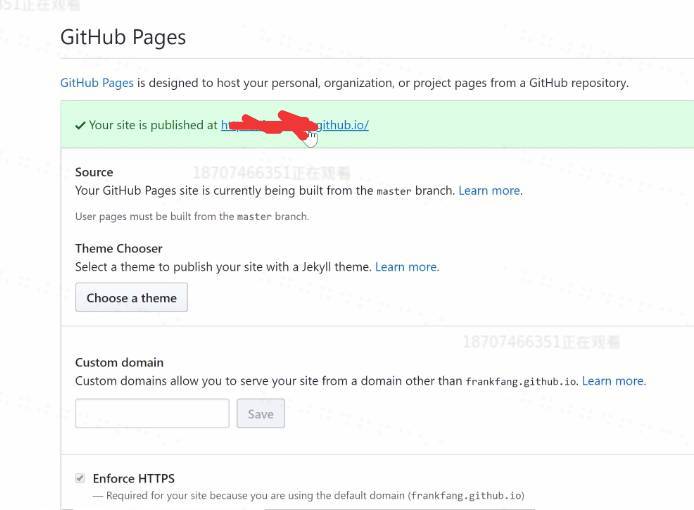 351正在观看
GitHub Pages
GitHub Pages is designed to host your personal, organization, or project pages from a GitHub repository.
✓ Your site is published at github.io/
Source
18707466351正在观看
Your GitHub Pages site is currently being built from the master branch. Learn more.
User pages must be built from the master branch.
Theme Chooser
Select a theme to publish your site with a Jekyll theme. Learn more.
Choose a theme
18707466351正在观看
Custom domain
Custom domains allow you to serve your site from a domain other than frankfang.github.io. Learn more.
Save
Enforce HTTPS
— Required for your site because you are using the default domain (frankfang.github.io)